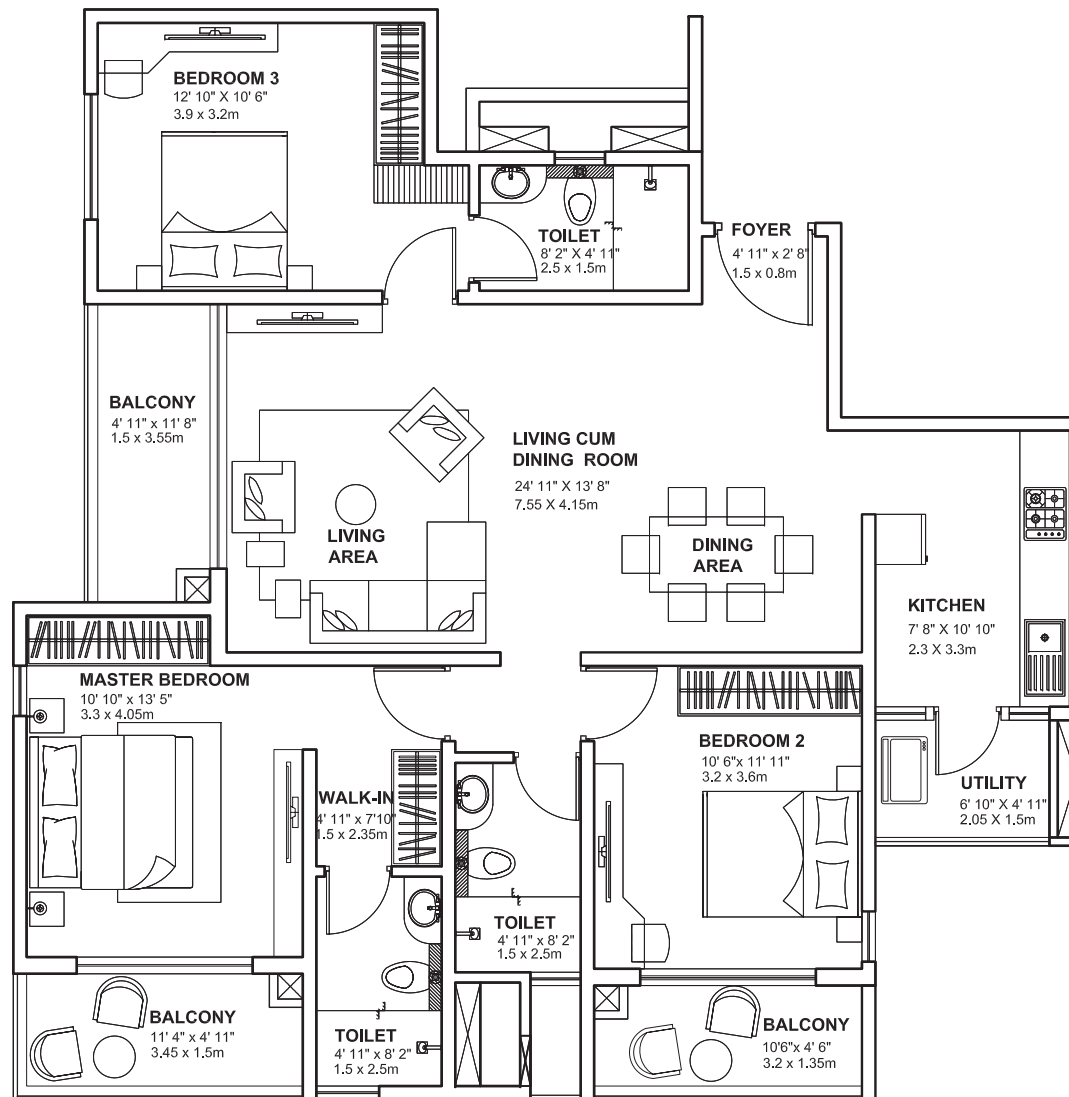 BEDROOM 3
12' 10" X 10' 6"
3.9 x 3.2m
TOILET
8' 2" X 4' 11"
2.5 x 1.5m
FOYER
4' 11" x 2' 8"
1.5 x 0.8m
BALCONY
4' 11" x 11' 8"
1.5 x 3.55m
LIVING CUM
DINING ROOM
24' 11" X 13' 8"
7.55 X 4.15m
LIVING
AREA
DINING
AREA
KITCHEN
7' 8" X 10' 10"
2.3 X 3.3m
MASTER BEDROOM
10' 10" x 13' 5"
3.3 x 4.05m
BEDROOM 2
10' 6"x 11' 11"
3.2 x 3.6m
WALK-IN
4' 11" x 7'10"
1.5 x 2.35m
UTILITY
6' 10" X 4' 11"
2.05 X 1.5m
TOILET
4' 11" x 8' 2"
1.5 x 2.5m
BALCONY
11' 4" x 4' 11"
3.45 x 1.5m
TOILET
4' 11" x 8' 2"
1.5 x 2.5m
BALCONY
10'6"x 4' 6"
3.2 x 1.35m